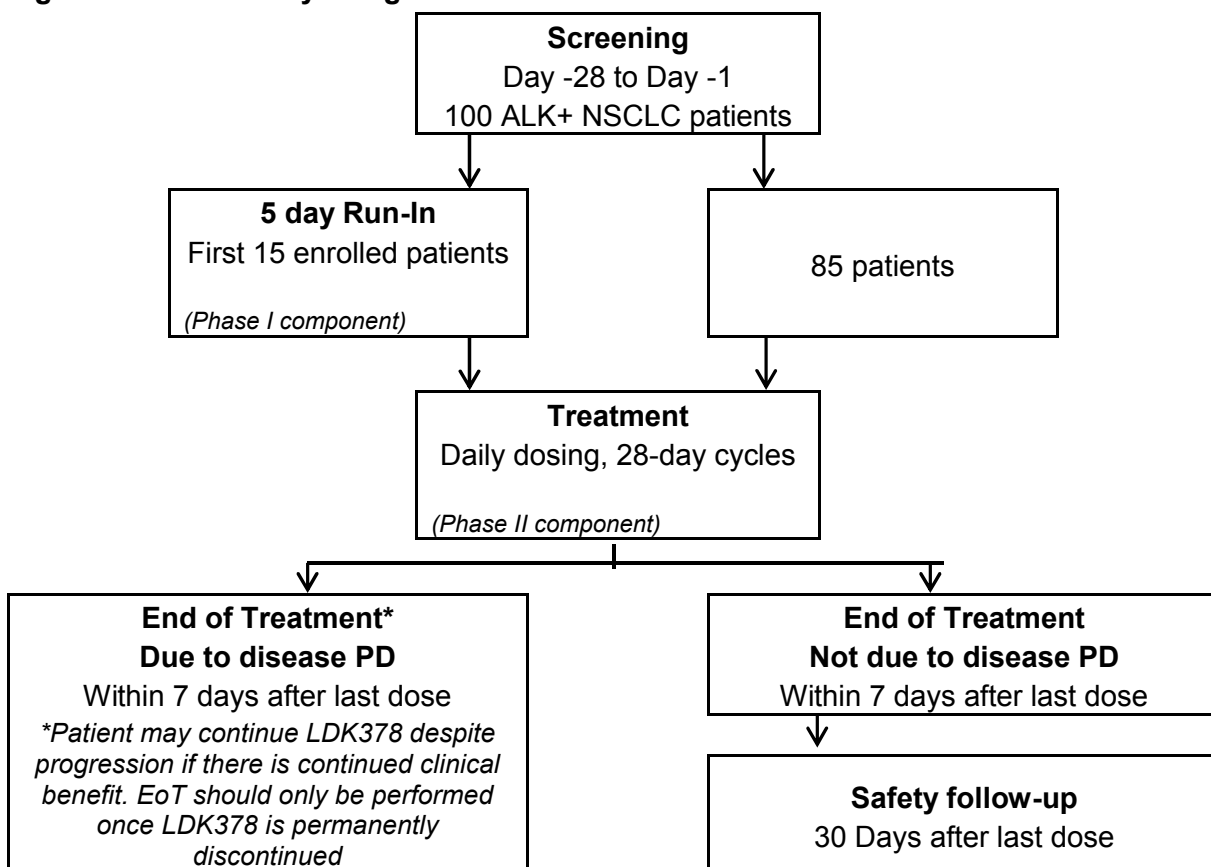 Screening
Day -28 to Day -1
100 ALK+ NSCLC patients
5 day Run-In
First 15 enrolled patients
(Phase I component)
85 patients
Treatment
Daily dosing, 28-day cycles
(Phase II component)
End of Treatment*
Due to disease PD
Within 7 days after last dose
*Patient may continue LDK378 despite
progression if there is continued clinical
benefit. EoT should only be performed
once LDK378 is permanently
discontinued
End of Treatment
Not due to disease PD
Within 7 days after last dose
Safety follow-up
30 Days after last dose